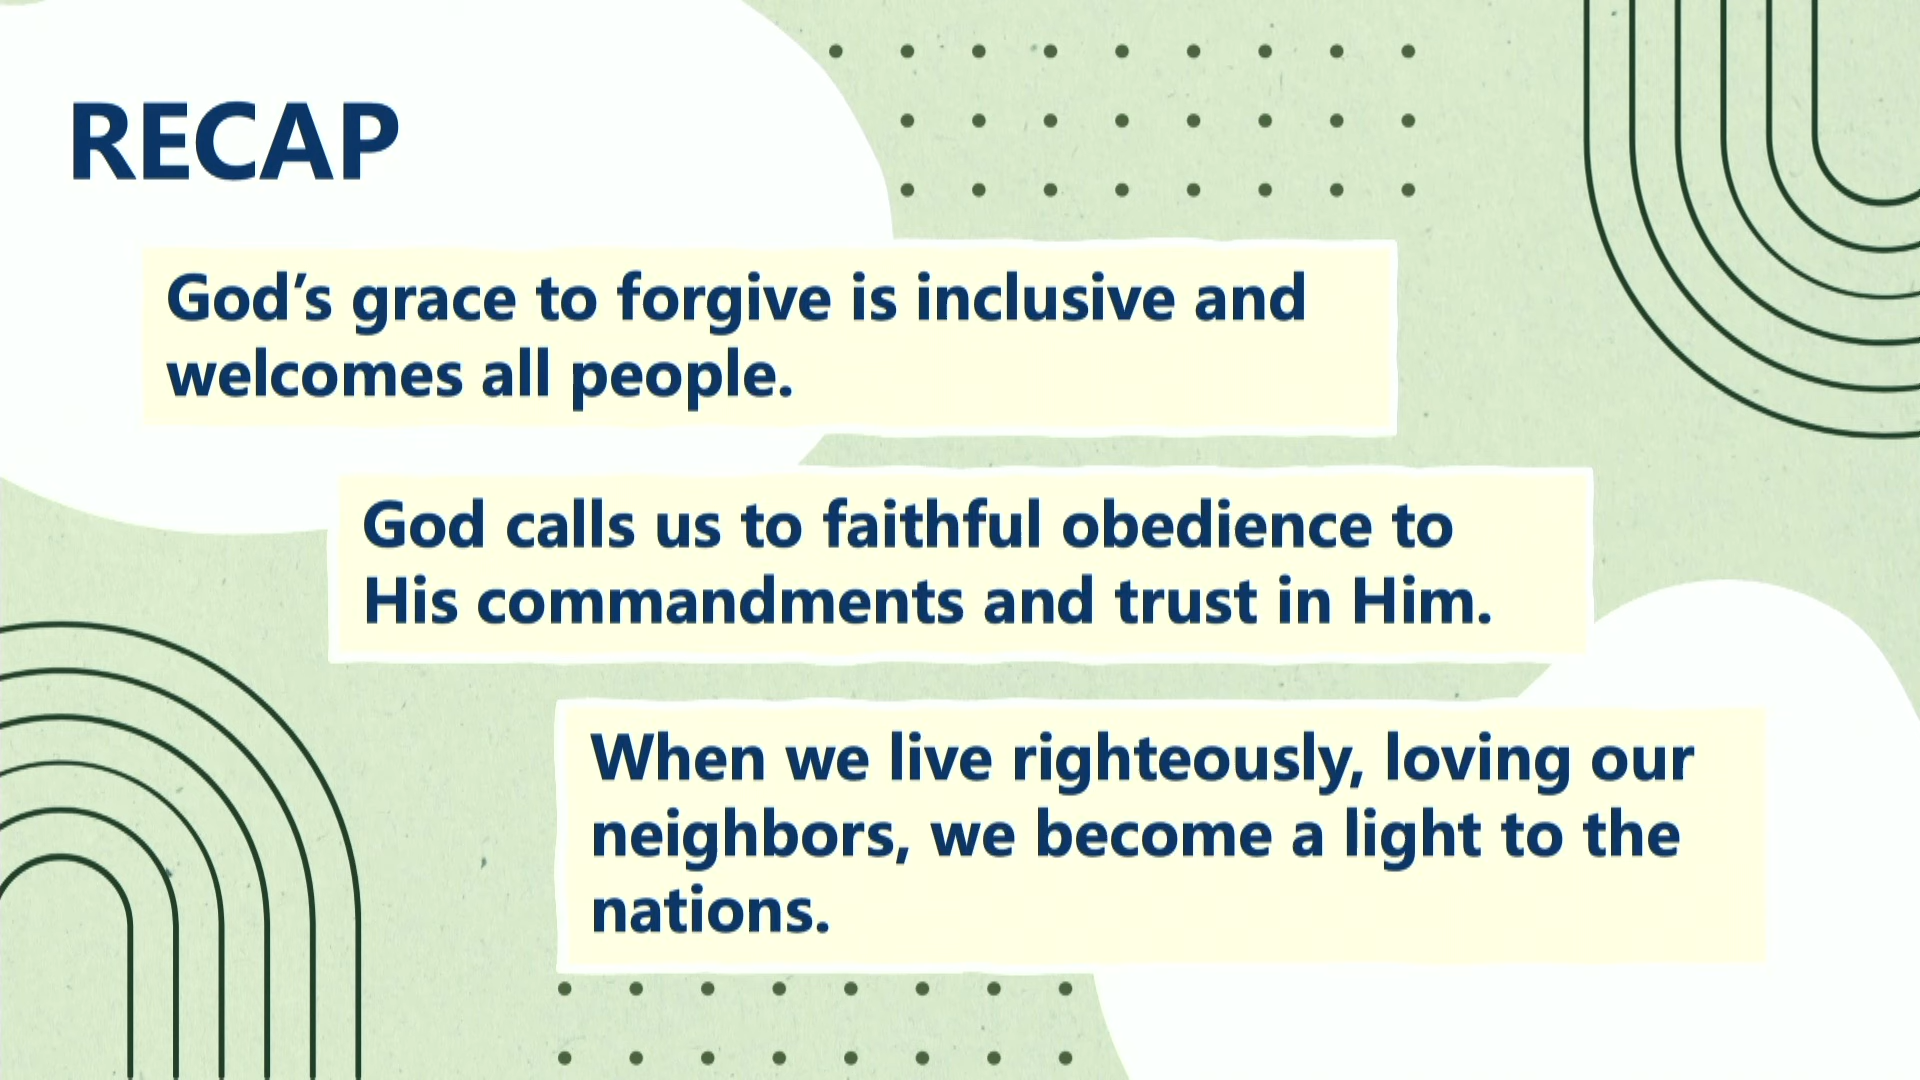 RECAP
God’s grace to forgive is inclusive and
welcomes all people.
God calls us to faithful obedience to
His commandments and trust in Him.
When we live righteously, loving our
neighbors, we become a light to the
nations.